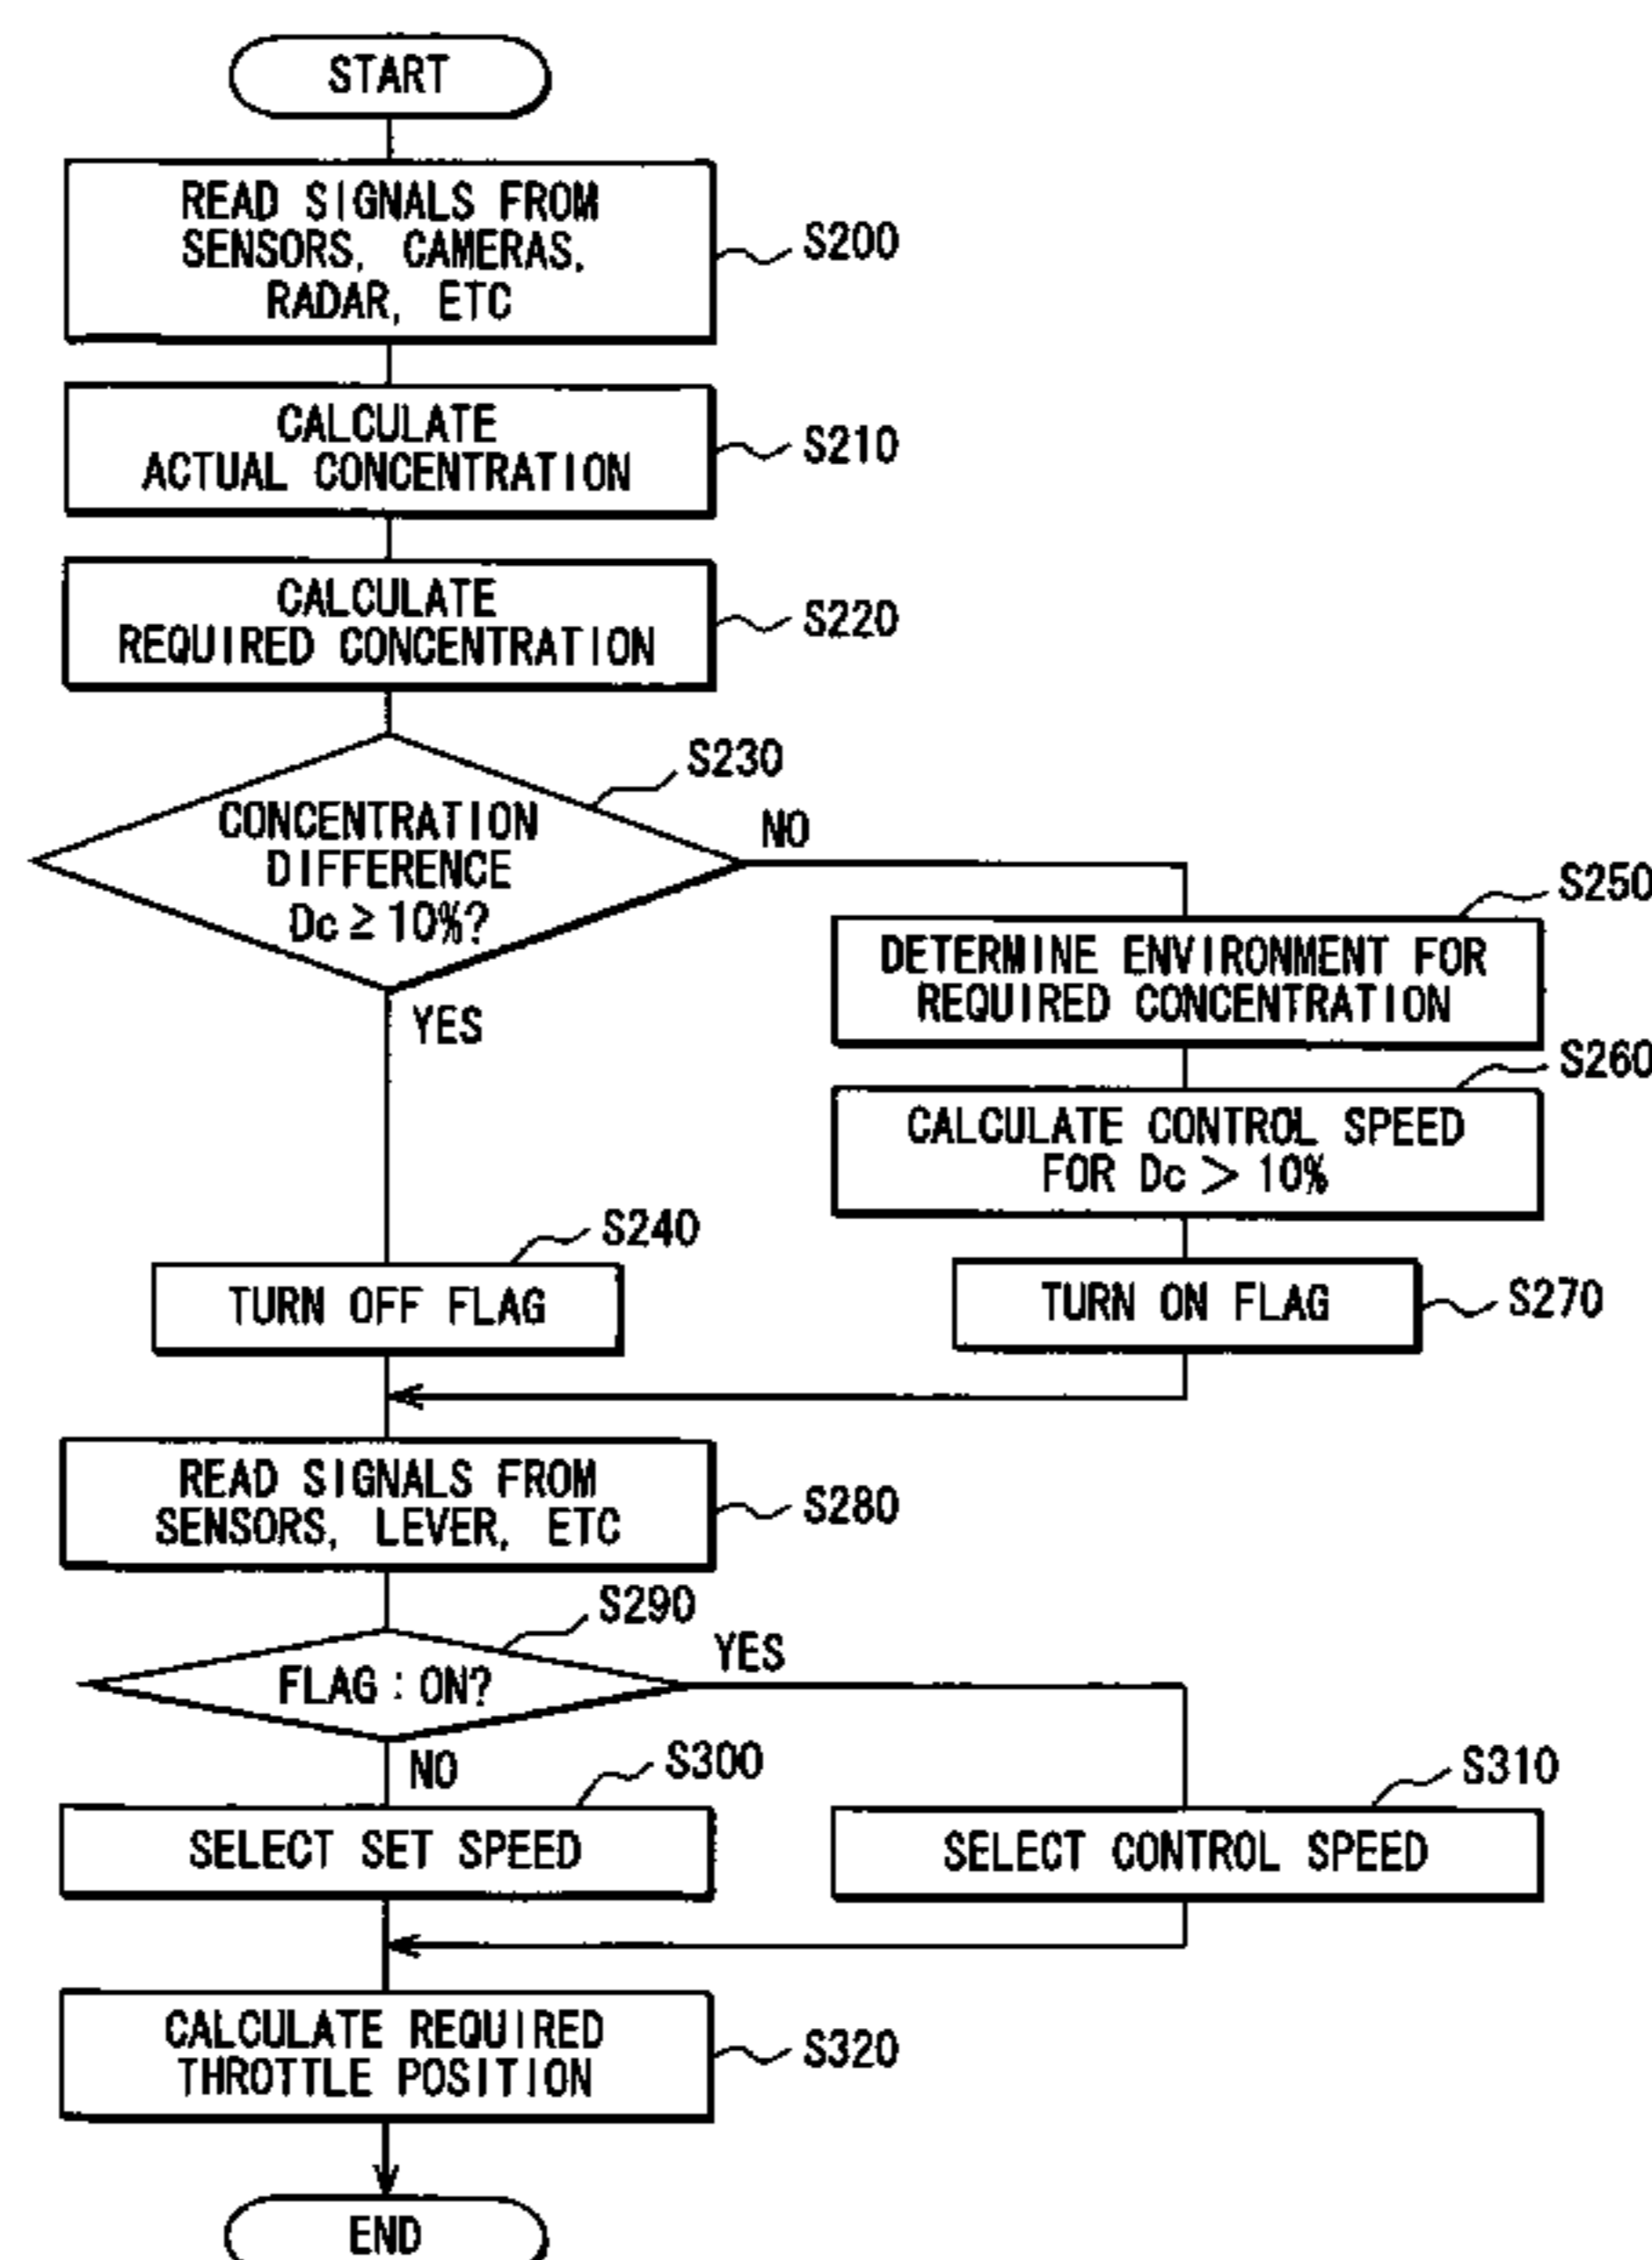 START
READ SIGNALS FROM
SENSORS, CAMERAS,
RADAR, ETC
S200
CALCULATE
ACTUAL CONCENTRATION
S210
CALCULATE
REQUIRED CONCENTRATION
S220
S230
CONCENTRATION
DIFFERENCE
Dc ≥ 10%?
NO
YES
S250
DETERMINE ENVIRONMENT FOR
REQUIRED CONCENTRATION
S260
CALCULATE CONTROL SPEED
FOR Dc > 10%
S240
TURN OFF FLAG
TURN ON FLAG
S270
READ SIGNALS FROM
SENSORS, LEVER, ETC
S280
S290
FLAG : ON?
YES
NO
S300
SELECT SET SPEED
S310
SELECT CONTROL SPEED
CALCULATE REQUIRED
THROTTLE POSITION
S320
END